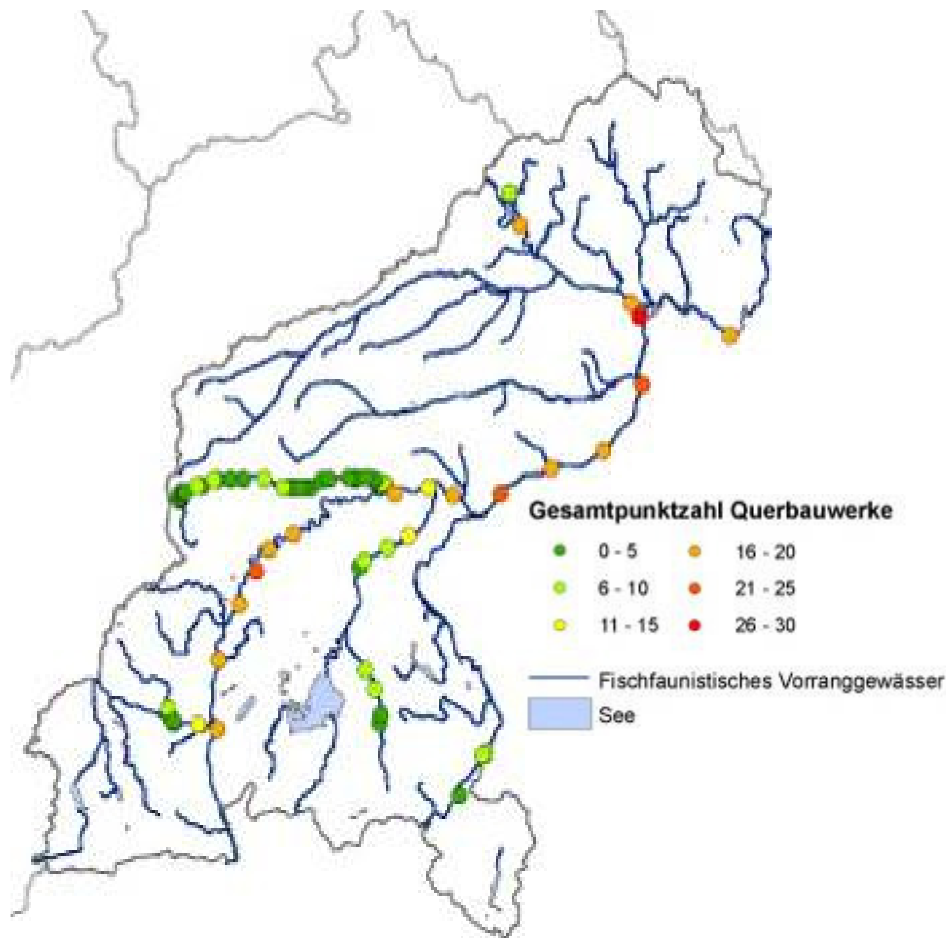 Gesamtpunktzahl Querbauwerke
0 - 5
16 - 20
6 - 10
21 - 25
11 - 15
26 - 30
Fischfaunistisches Vorranggewässer
See